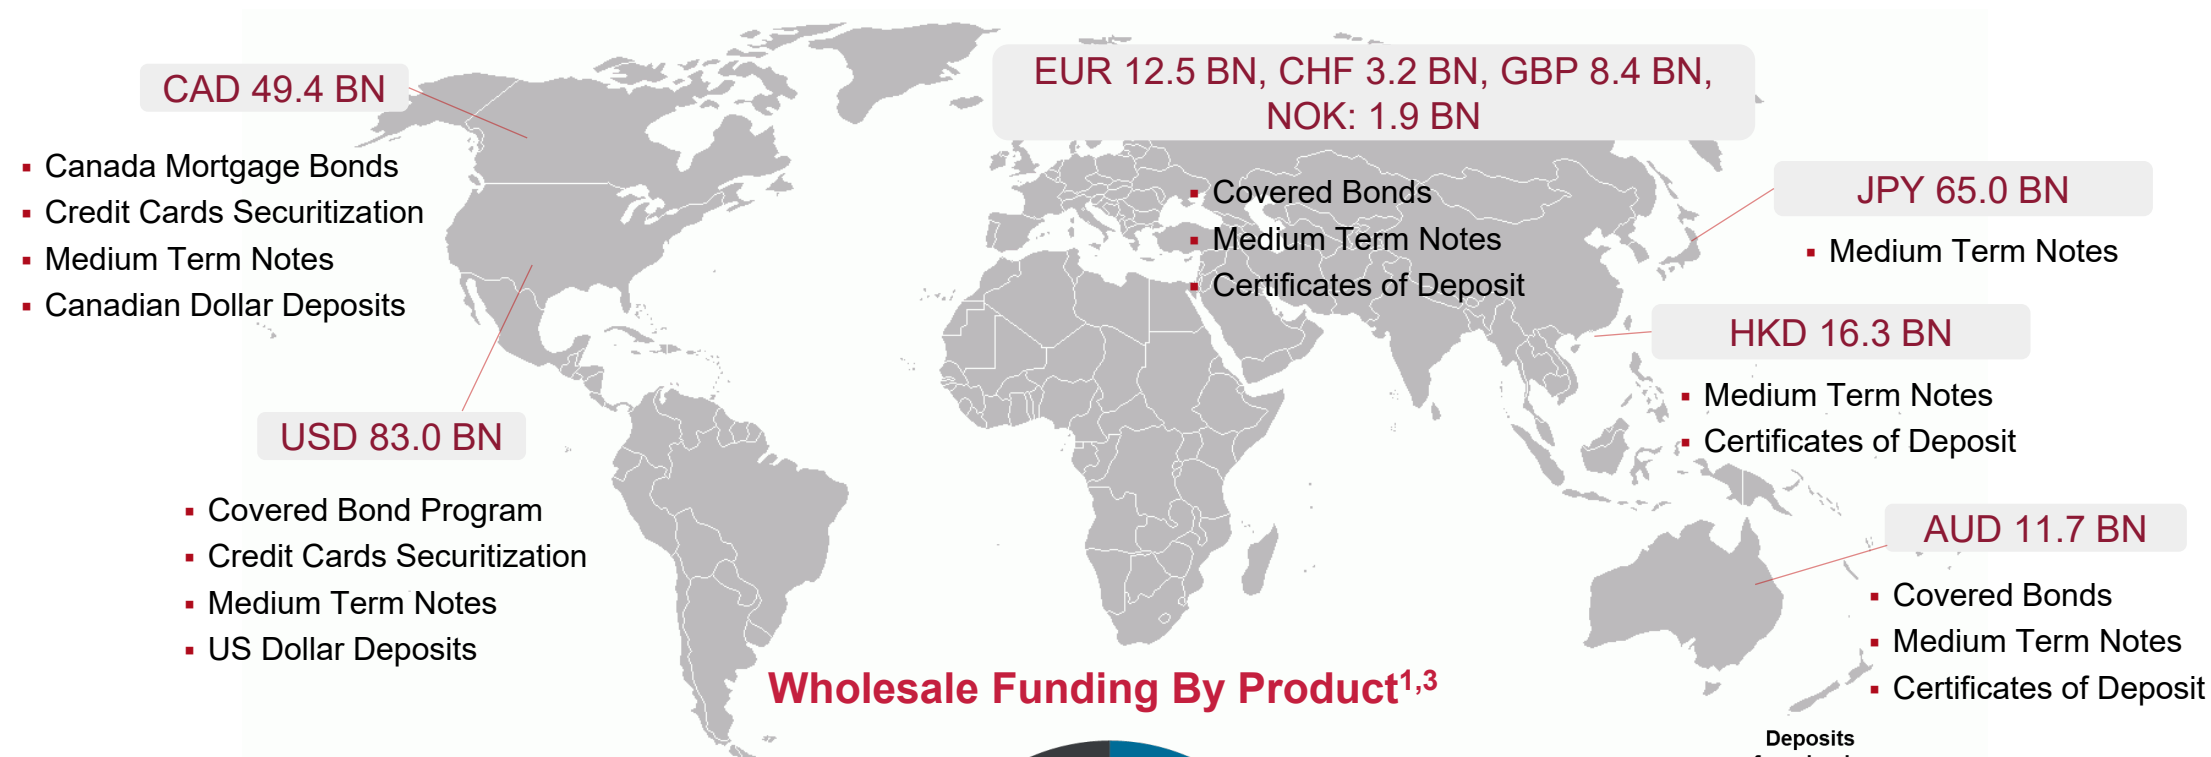 CAD 49.4 BN
▪ Canada Mortgage Bonds
▪ Credit Cards Securitization
▪ Medium Term Notes
▪ Canadian Dollar Deposits
USD 83.0 BN
▪ Covered Bond Program
▪ Credit Cards Securitization
▪ Medium Term Notes
▪ US Dollar Deposits
EUR 12.5 BN, CHF 3.2 BN, GBP 8.4 BN,
NOK: 1.9 BN
▪ Covered Bonds
▪ Medium Term Notes
▪ Certificates of Deposit
JPY 65.0 BN
▪ Medium Term Notes
HKD 16.3 BN
▪ Medium Term Notes
▪ Certificates of Deposit
AUD 11.7 BN
▪ Covered Bonds
▪ Medium Term Notes
▪ Certificates of Deposit
Wholesale Funding By Product1,3
Deposits